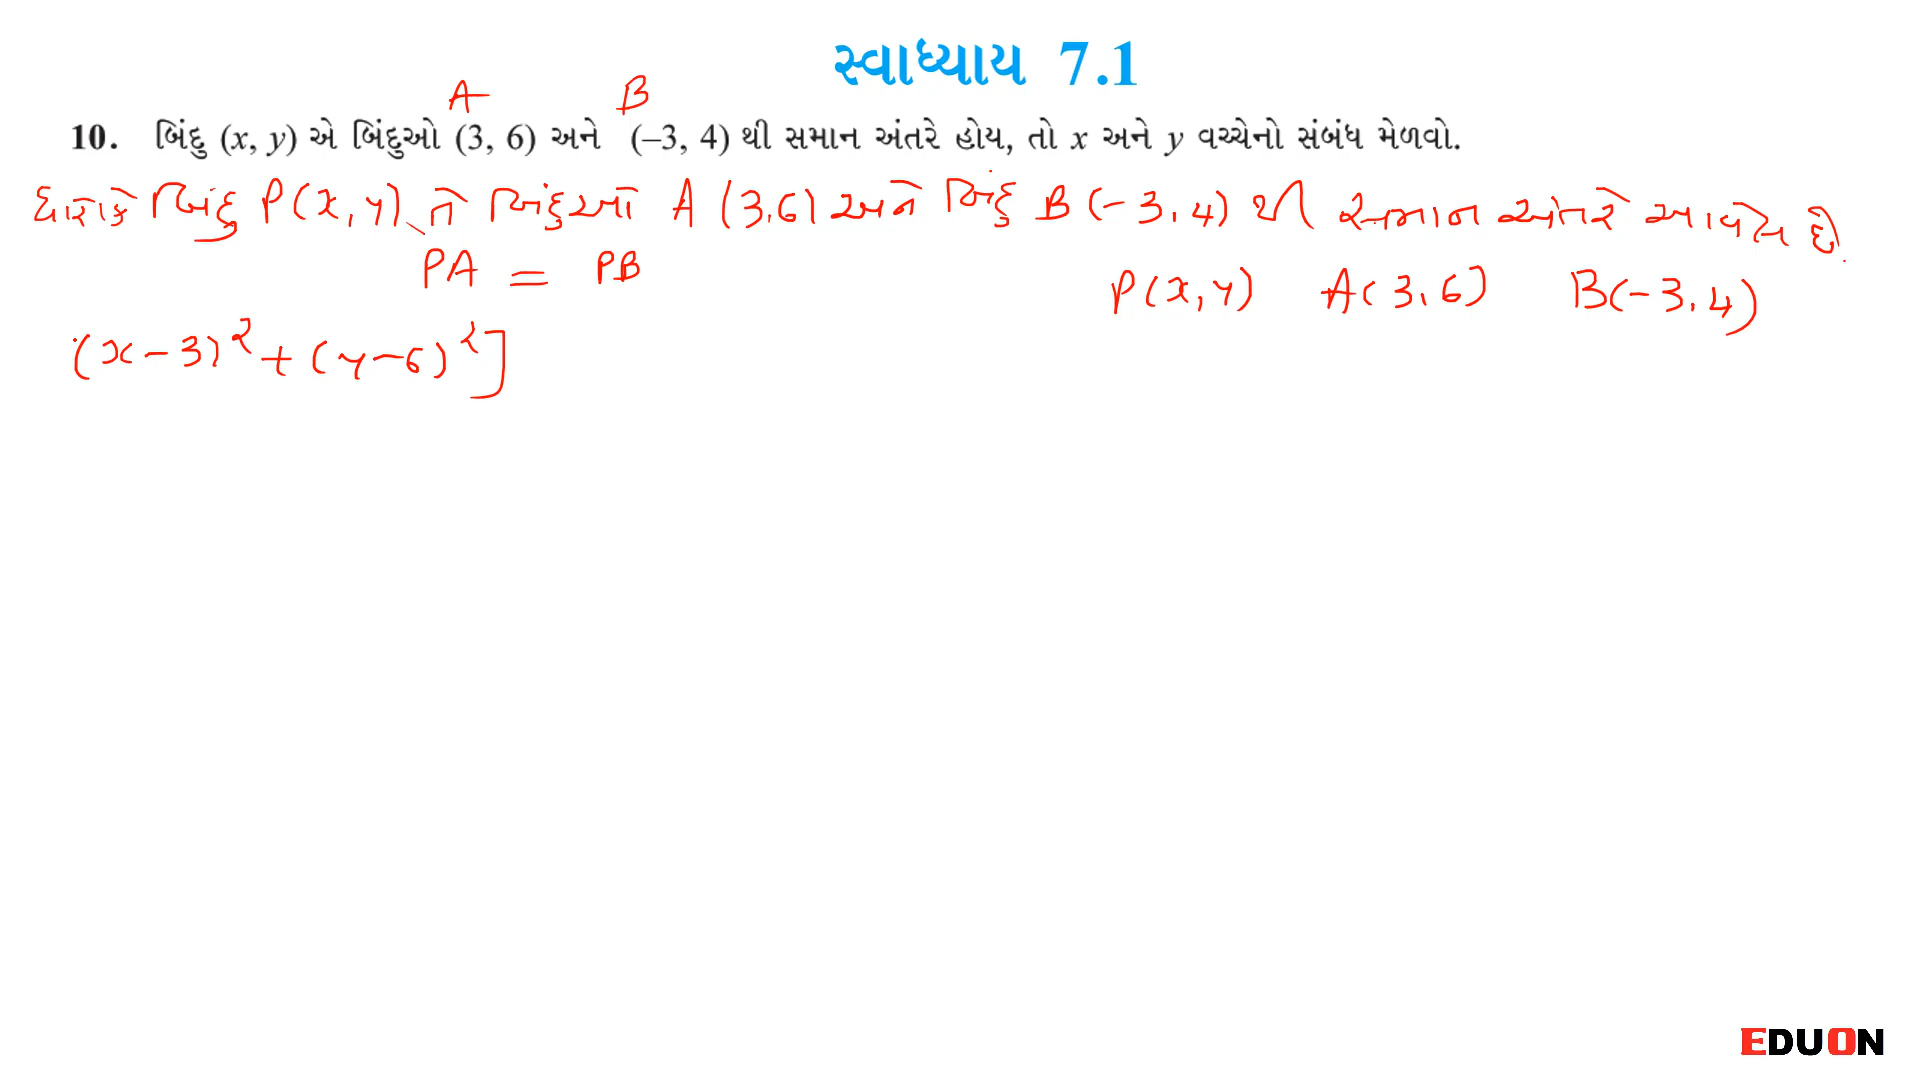 સ્વાધ્યાય 7.1
A B
10. બિંદુ (x, y) એ બિંદુઓ (3, 6) અને (–3, 4) થી સમાન અંતરે હોય, તો x અને y વચ્ચેનો સંબંધ મેળવો.
ધારોકે બિંદુ P(x,y) તે બિંદુઓ A (3,6) અને બિંદુ B (-3,4) થી સમાન અંતરે આવેલ છે.
PA = PB
P(x,y) A(3,6) B(-3,4)
(x-3)² + (y-6)²]
EDUON